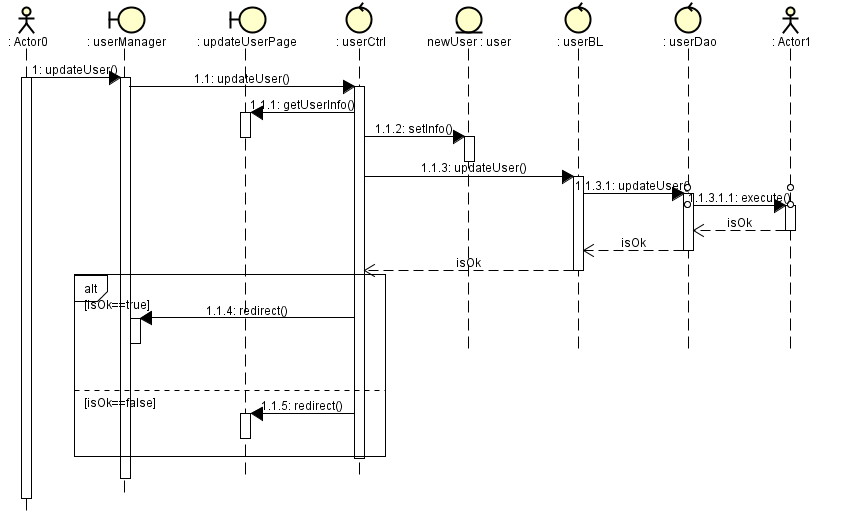 : Actor0
: userManager
: updateUserPage
: userCtrl
newUser : user
: userBL
: userDao
: Actor1
1: updateUser()
1.1: updateUser()
1.1.1: getUserInfo()
1.1.2: setInfo()
1.1.3: updateUser()
1.1.3.1: updateUser()
1.1.3.1.1: execute()
isOk
isOk
isOk
alt
[isOk==true]
1.1.4: redirect()
[isOk==false]
1.1.5: redirect()